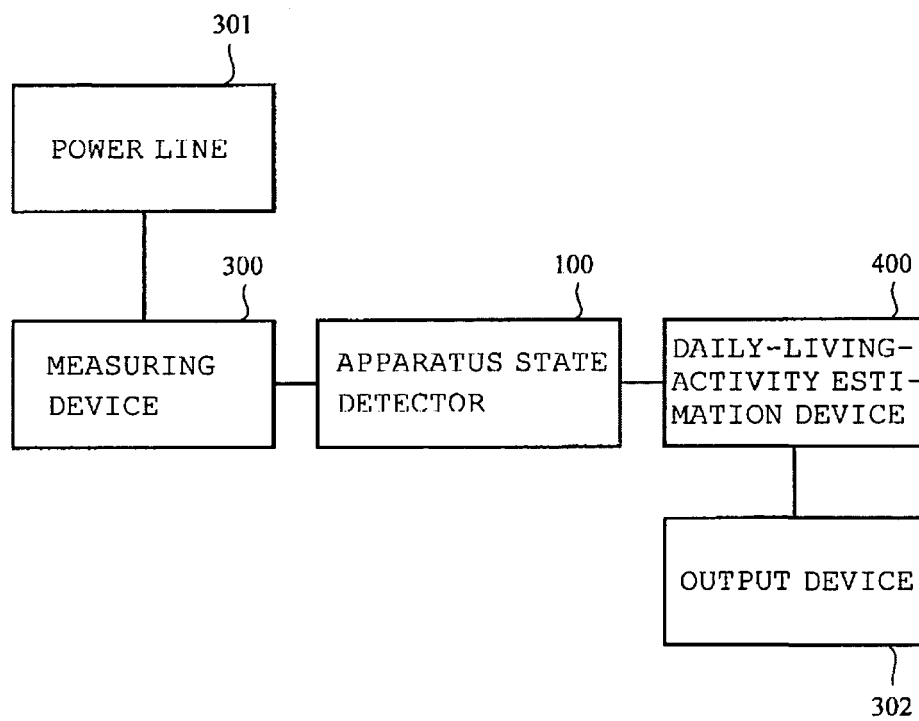 301
POWER LINE
300
100
400
MEASURING
DEVICE
APPARATUS STATE
DETECTOR
DAILY-LIVING-
ACTIVITY ESTI-
MATION DEVICE
OUTPUT DEVICE
302